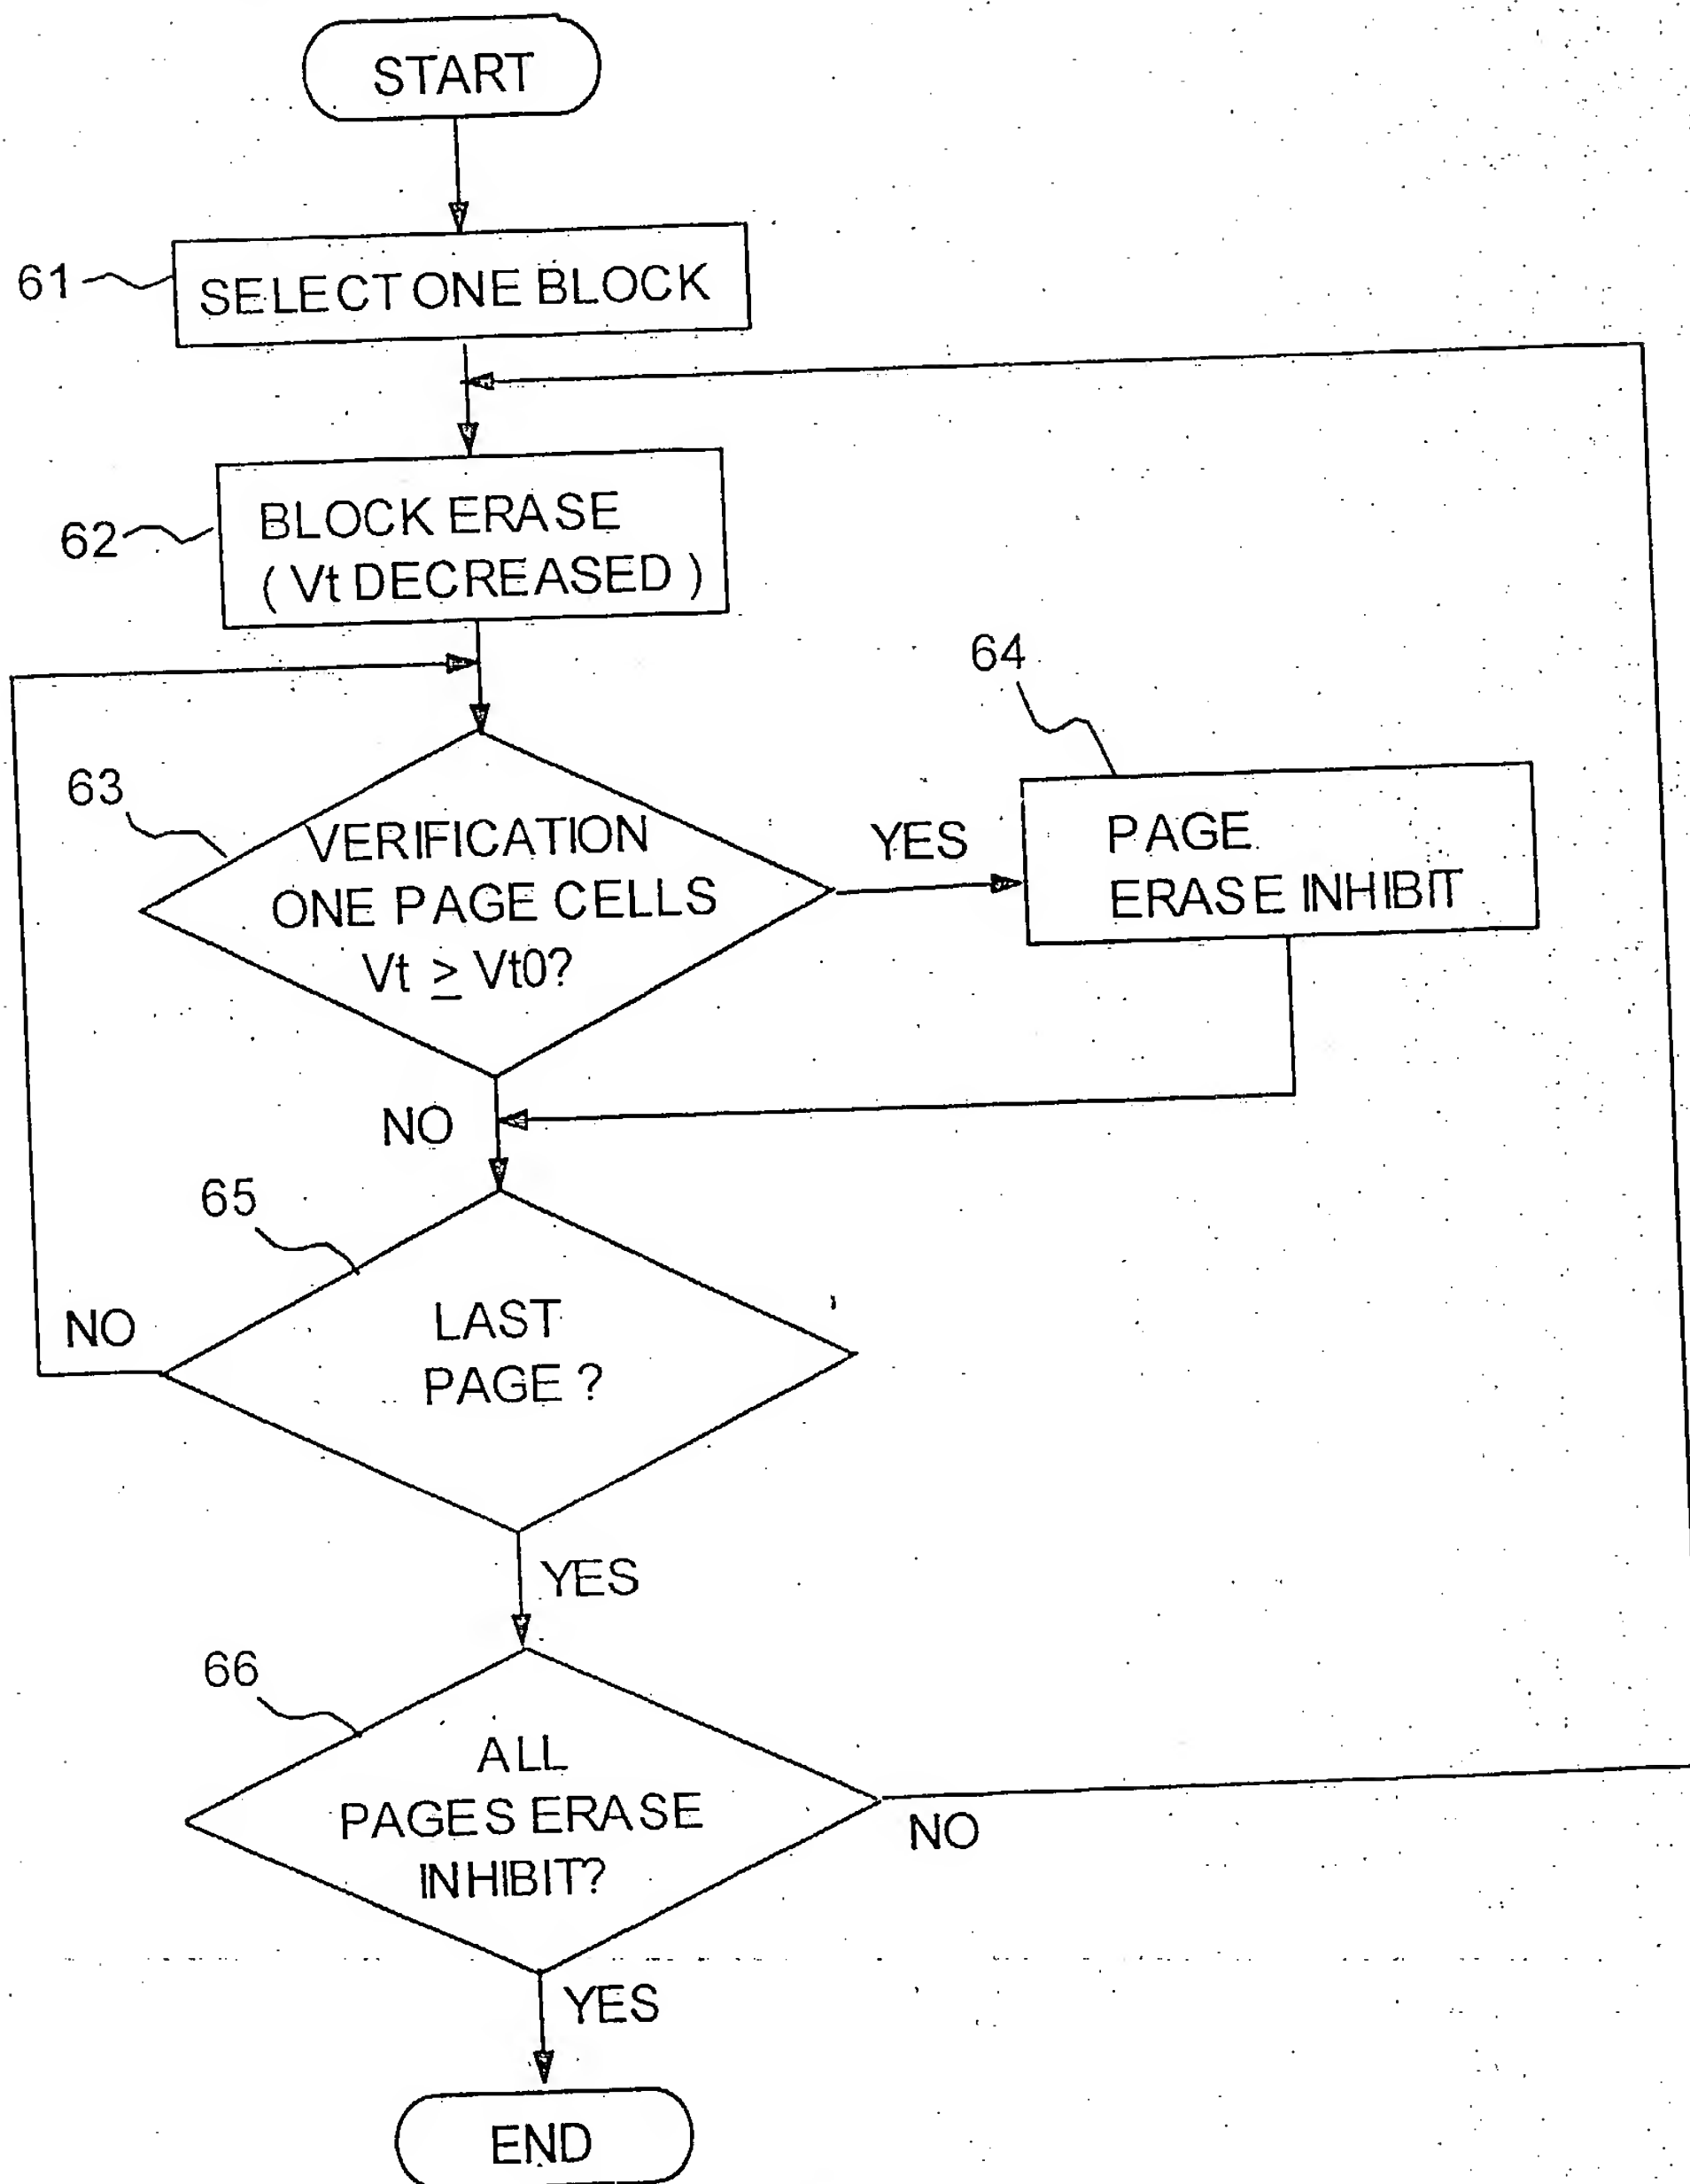 START
61
SELECT ONE BLOCK
62
BLOCK ERASE
( Vt DECREASED )
63
VERIFICATION
ONE PAGE CELLS
Vt ≥ Vt0?
YES
64
PAGE
ERASE INHIBIT
NO
65
LAST
PAGE ?
NO
YES
66
ALL
PAGES ERASE
INHIBIT?
NO
YES
END